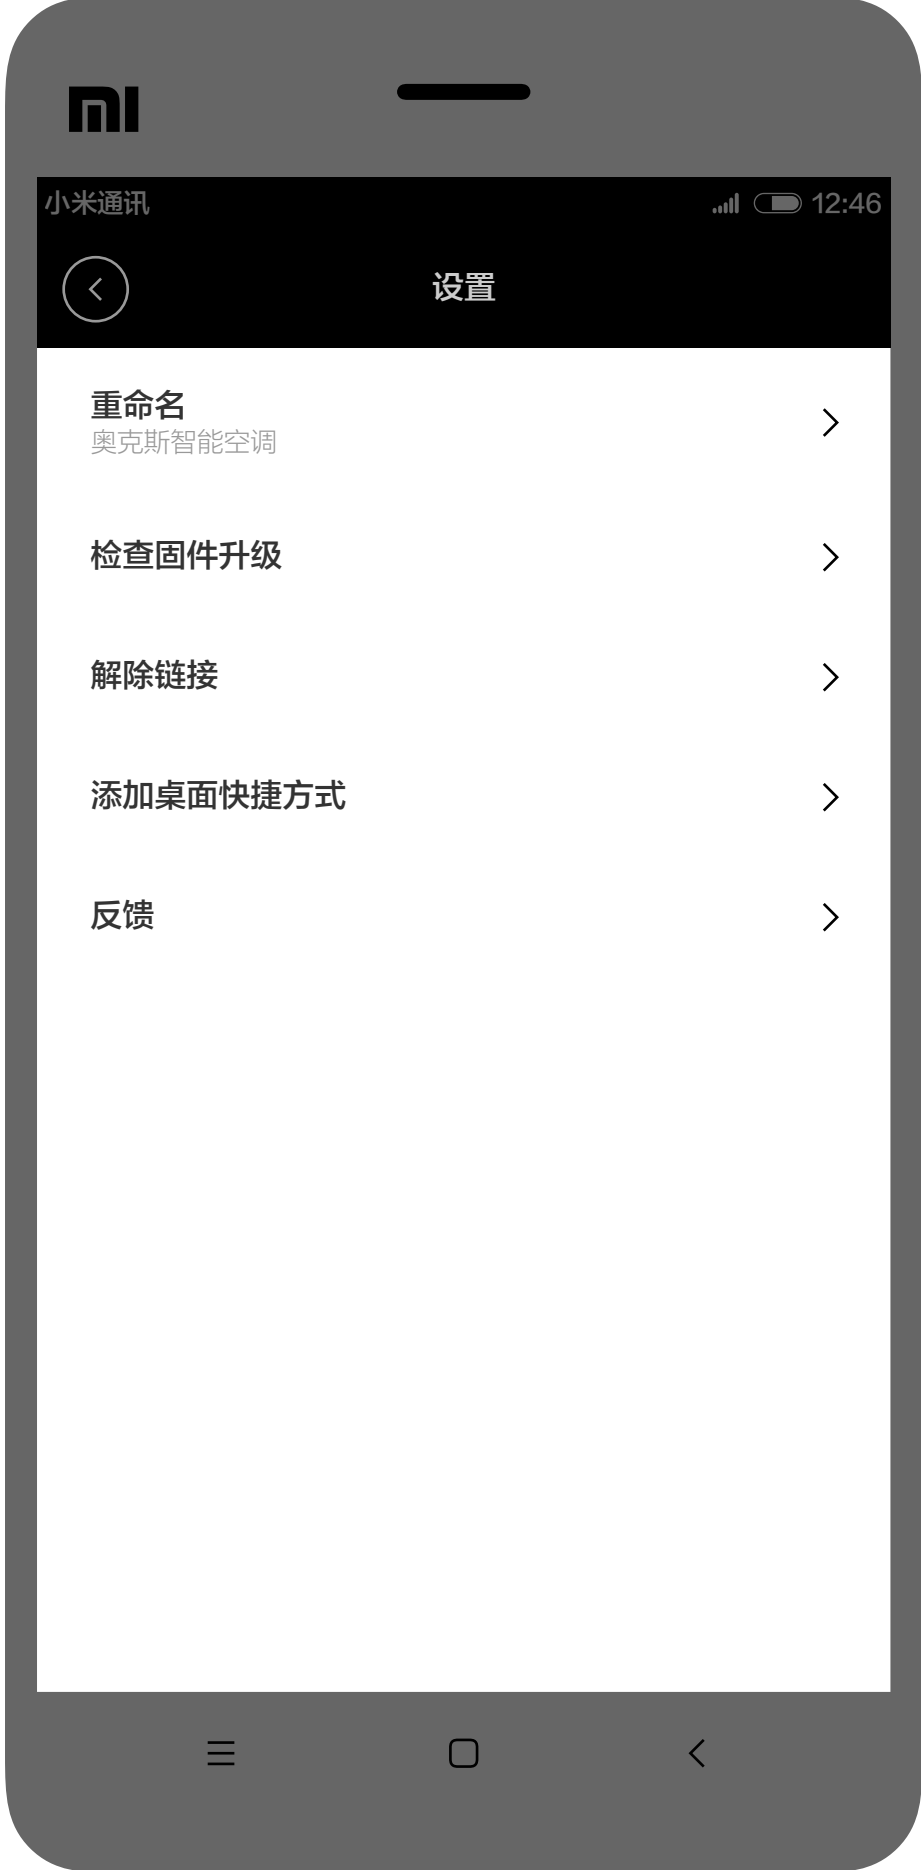 mi
小米通讯
12:46
设置
重命名
奥克斯智能空调
检查固件升级
解除链接
添加桌面快捷方式
反馈